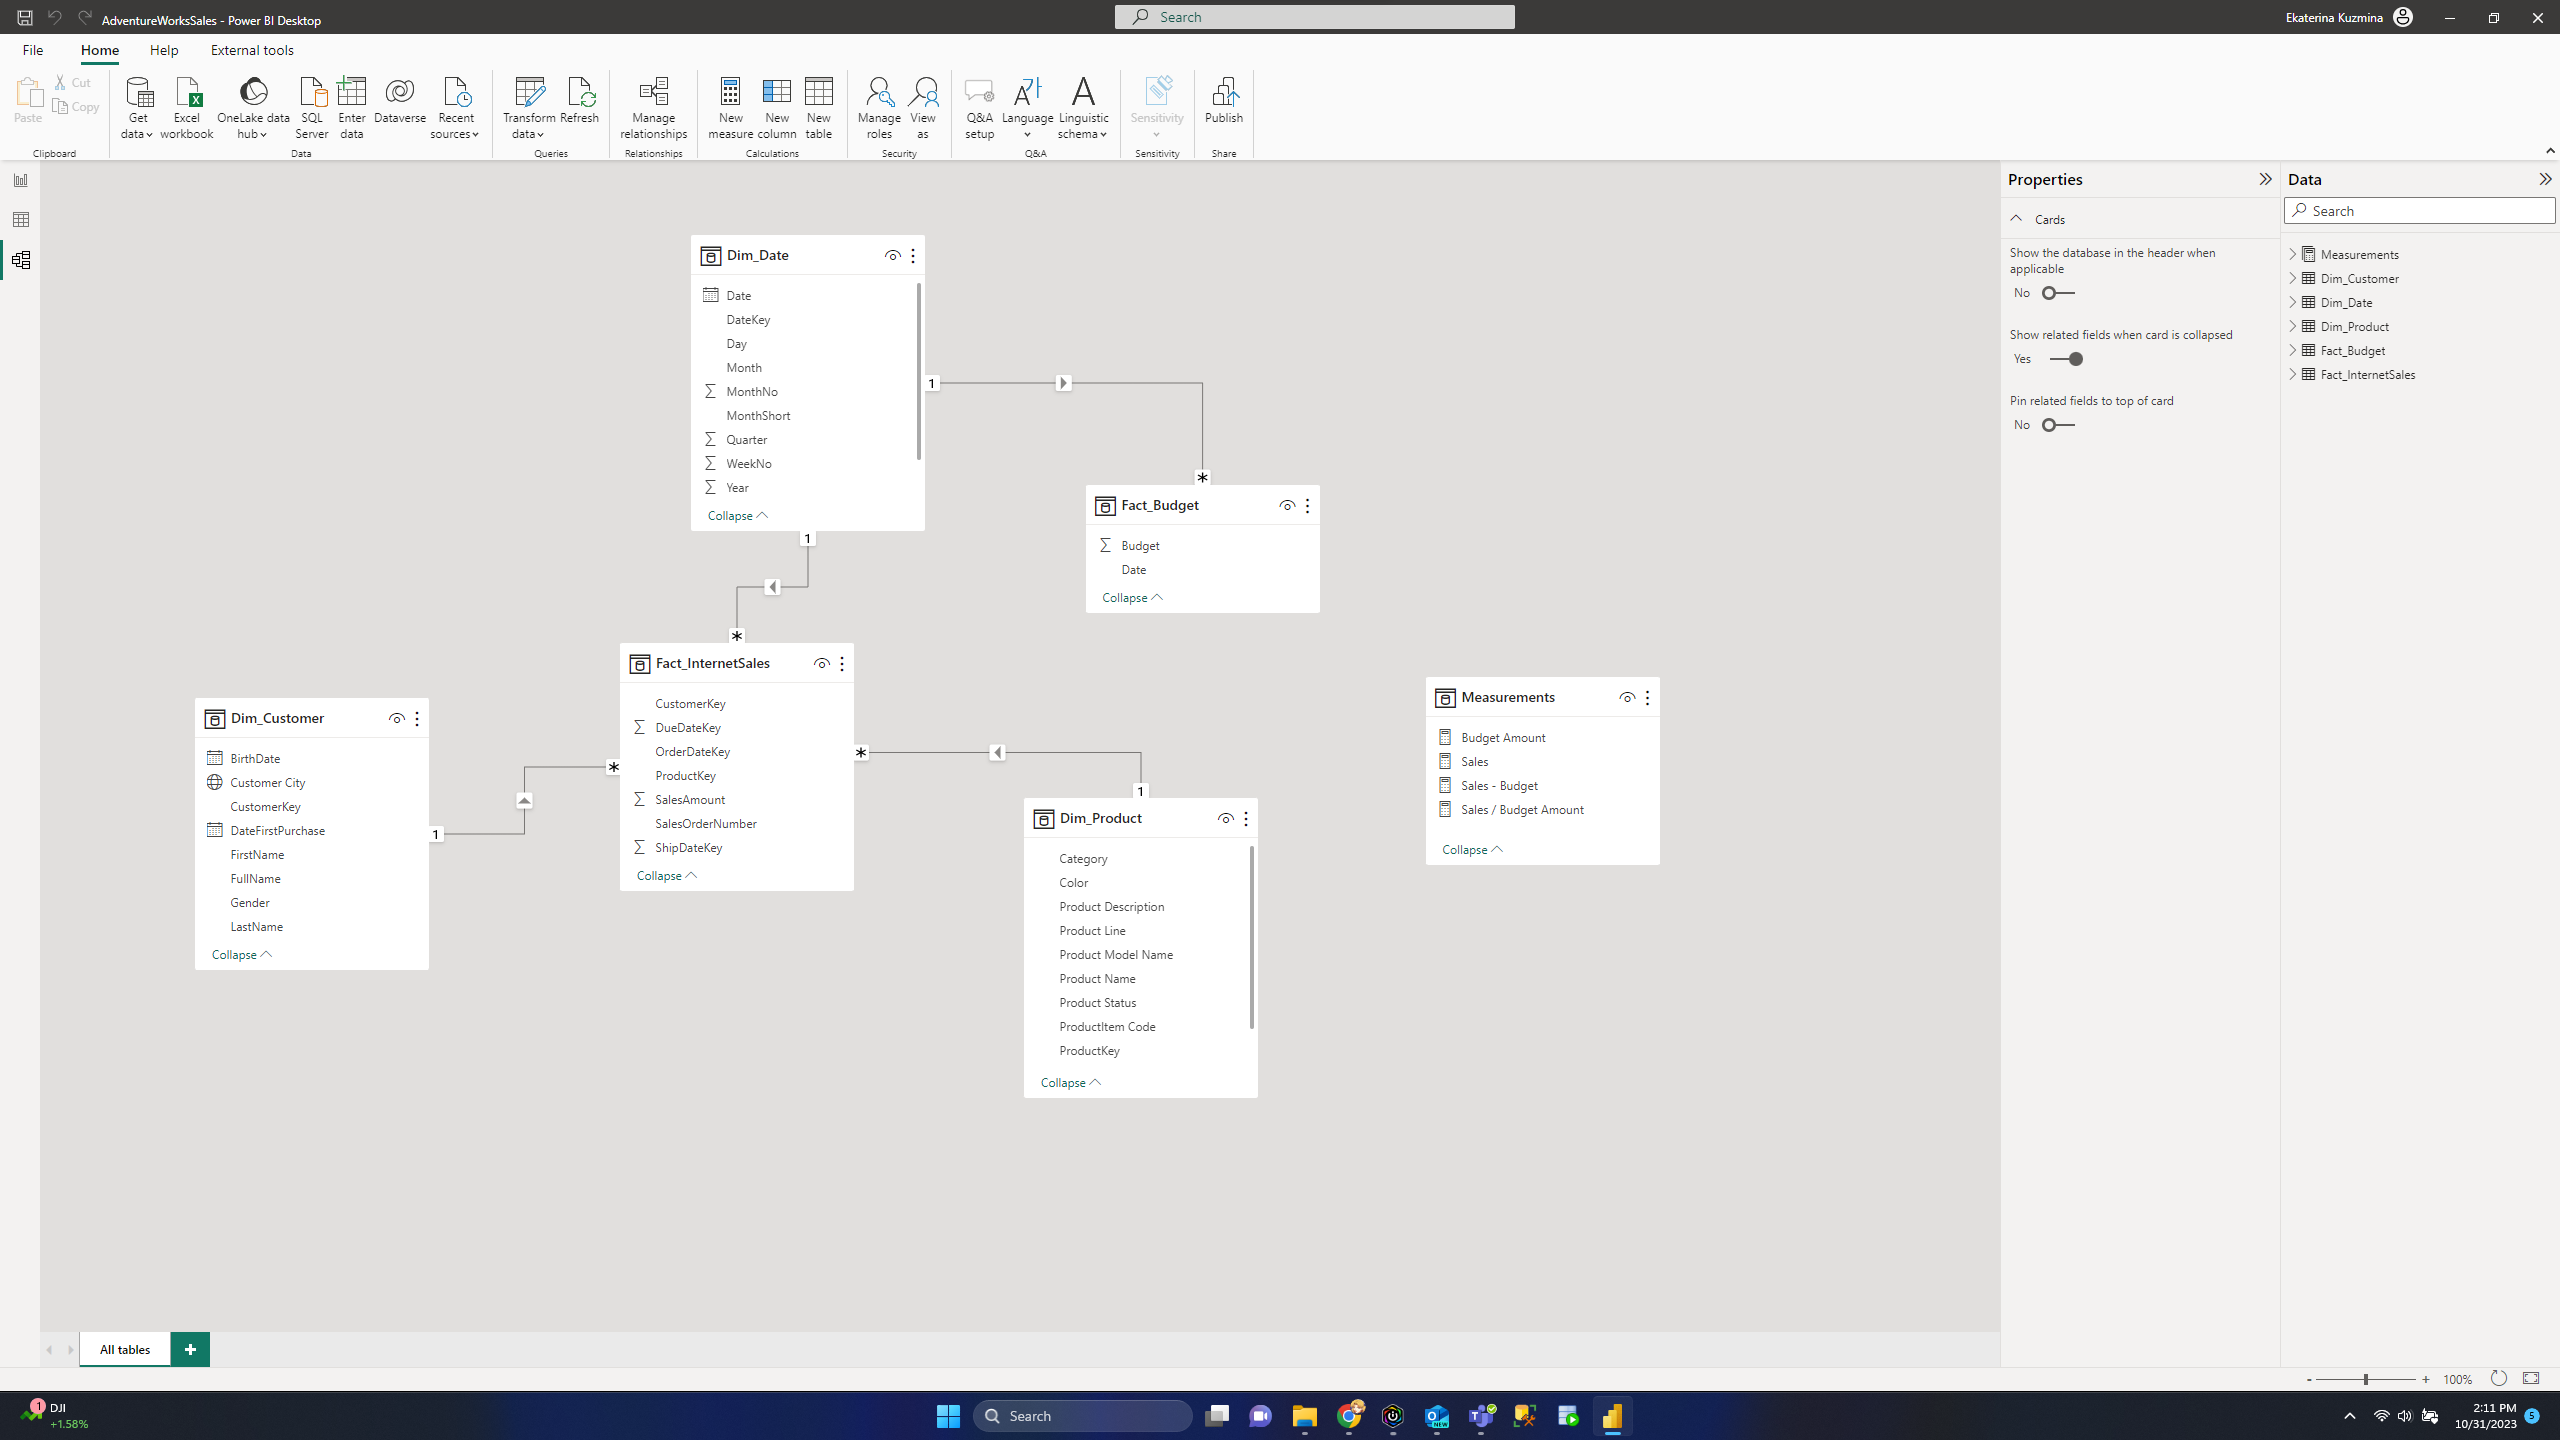 AdventureWorksSales - Power BI Desktop
Search
Ekaterina Kuzmina
File
Home
Help
External tools
Paste
Cut
Copy
Clipboard
Get
data
Excel
workbook
OneLake data
hub
SQL
Server
Enter
data
Dataverse
Recent
sources
Data
Transform
data
Refresh
Queries
Manage
relationships
Relationships
New
measure
New
column
New
table
Calculations
Manage
roles
View
as
Security
Q&A
setup
Language
Linguistic
schema
Q&A
Sensitivity
Sensitivity
Publish
Share
Dim_Date
Date
DateKey
Day
Month
MonthNo
MonthShort
Quarter
WeekNo
Year
Collapse
1
*
1
*
Fact_Budget
Budget
Date
Collapse
Fact_InternetSales
CustomerKey
DueDateKey
OrderDateKey
ProductKey
SalesAmount
SalesOrderNumber
ShipDateKey
Collapse
Dim_Customer
BirthDate
Customer City
CustomerKey
DateFirstPurchase
FirstName
FullName
Gender
LastName
Collapse
1
*
*
1
Dim_Product
Category
Color
Product Description
Product Line
Product Model Name
Product Name
Product Status
ProductItem Code
ProductKey
Collapse
Measurements
Budget Amount
Sales
Sales - Budget
Sales / Budget Amount
Collapse
Properties
Cards
Show the database in the header when
applicable
No
Show related fields when card is collapsed
Yes
Pin related fields to top of card
No
Data
Search
Measurements
Dim_Customer
Dim_Date
Dim_Product
Fact_Budget
Fact_InternetSales
All tables
+
- + 100%
1
DJI
+1.58%
Search
NEW
2:11 PM
10/31/2023
5